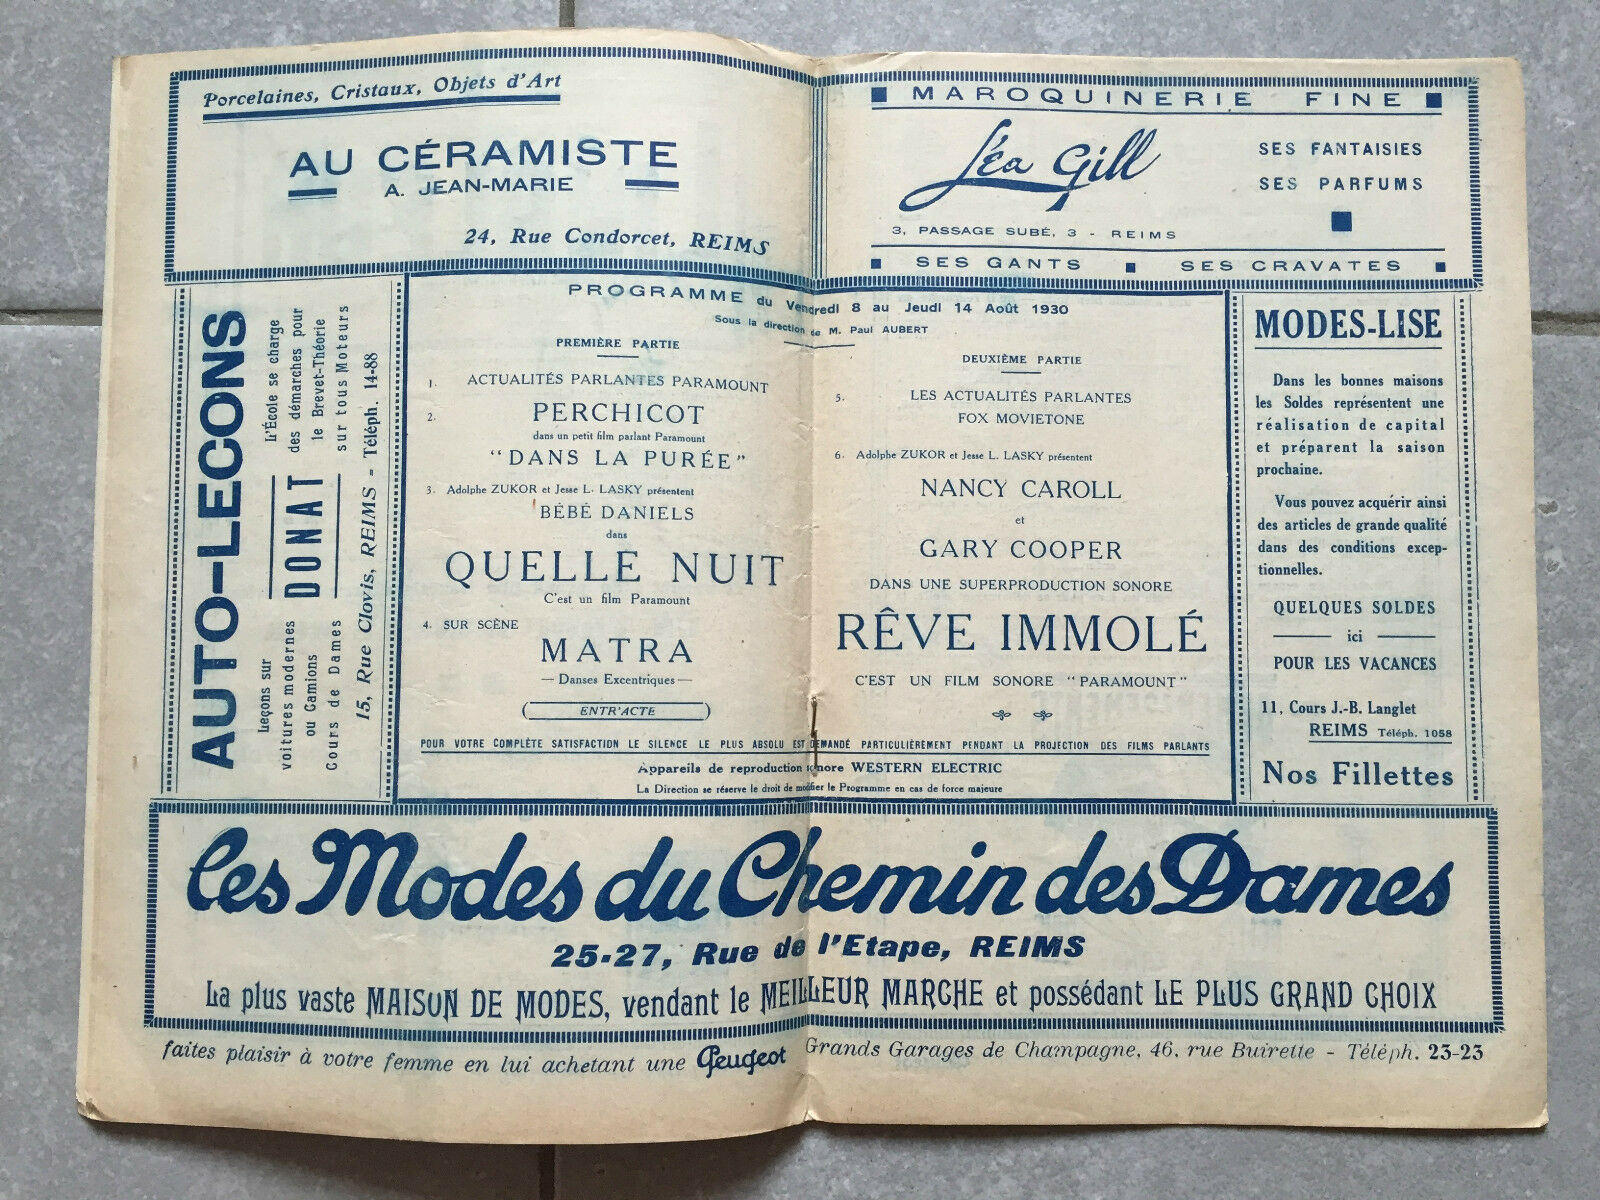 Porcelaines, Cristaux, Objets d'Art
AU CÉRAMISTE
A. JEAN-MARIE
24, Rue Condorcet, REIMS
MAROQUINERIE FINE
Léa Gill
SES FANTAISIES
SES PARFUMS
3, PASSAGE SUBÉ, 3 - REIMS
SES GANTS
SES CRAVATES
AUTO-LEÇONS
L'École se charge
des démarches pour
le Brevet-Théorie
sur tous Moteurs
DONAT
Leçons sur
voitures modernes
ou Camions
Cours de Dames
15, Rue Clovis, REIMS - Téléph. 14-88
PROGRAMME du Vendredi 8 au Jeudi 14 Août 1930
Sous la direction de M. Paul AUBERT
PREMIÈRE PARTIE
1. ACTUALITÉS PARLANTES PARAMOUNT
2. PERCHICOT
dans un petit film parlant Paramount
"DANS LA PURÉE"
3. Adolphe ZUKOR et Jesse L. LASKY présentent
BÉBÉ DANIELS
dans
QUELLE NUIT
C'est un film Paramount
4. SUR SCÈNE
MATRA
— Danses Excentriques —
ENTR'ACTE
DEUXIÈME PARTIE
5. LES ACTUALITÉS PARLANTES
FOX MOVIETONE
6. Adolphe ZUKOR et Jesse L. LASKY présentent
NANCY CAROLL
et
GARY COOPER
DANS UNE SUPERPRODUCTION SONORE
RÊVE IMMOLÉ
C'EST UN FILM SONORE "PARAMOUNT"
POUR VOTRE COMPLÈTE SATISFACTION LE SILENCE LE PLUS ABSOLU EST DEMANDÉ PARTICULIÈREMENT PENDANT LA PROJECTION DES FILMS PARLANTS
Appareils de reproduction sonore WESTERN ELECTRIC
La Direction se réserve le droit de modifier le Programme en cas de force majeure
MODES-LISE
Dans les bonnes maisons
les Soldes représentent une
réalisation de capital
et préparent la saison
prochaine.
Vous pouvez acquérir ainsi
des articles de grande qualité
dans des conditions excep-
tionnelles.
QUELQUES SOLDES
— ici —
POUR LES VACANCES
11, Cours J.-B. Langlet
REIMS Téléph. 1058
Nos Fillettes
Les Modes du Chemin des Dames
25-27, Rue de l'Etape, REIMS
La plus vaste MAISON DE MODES, vendant le MEILLEUR MARCHE et possédant LE PLUS GRAND CHOIX
faites plaisir à votre femme en lui achetant une Peugeot Grands Garages de Champagne, 46, rue Buirette - Téléph. 23-23